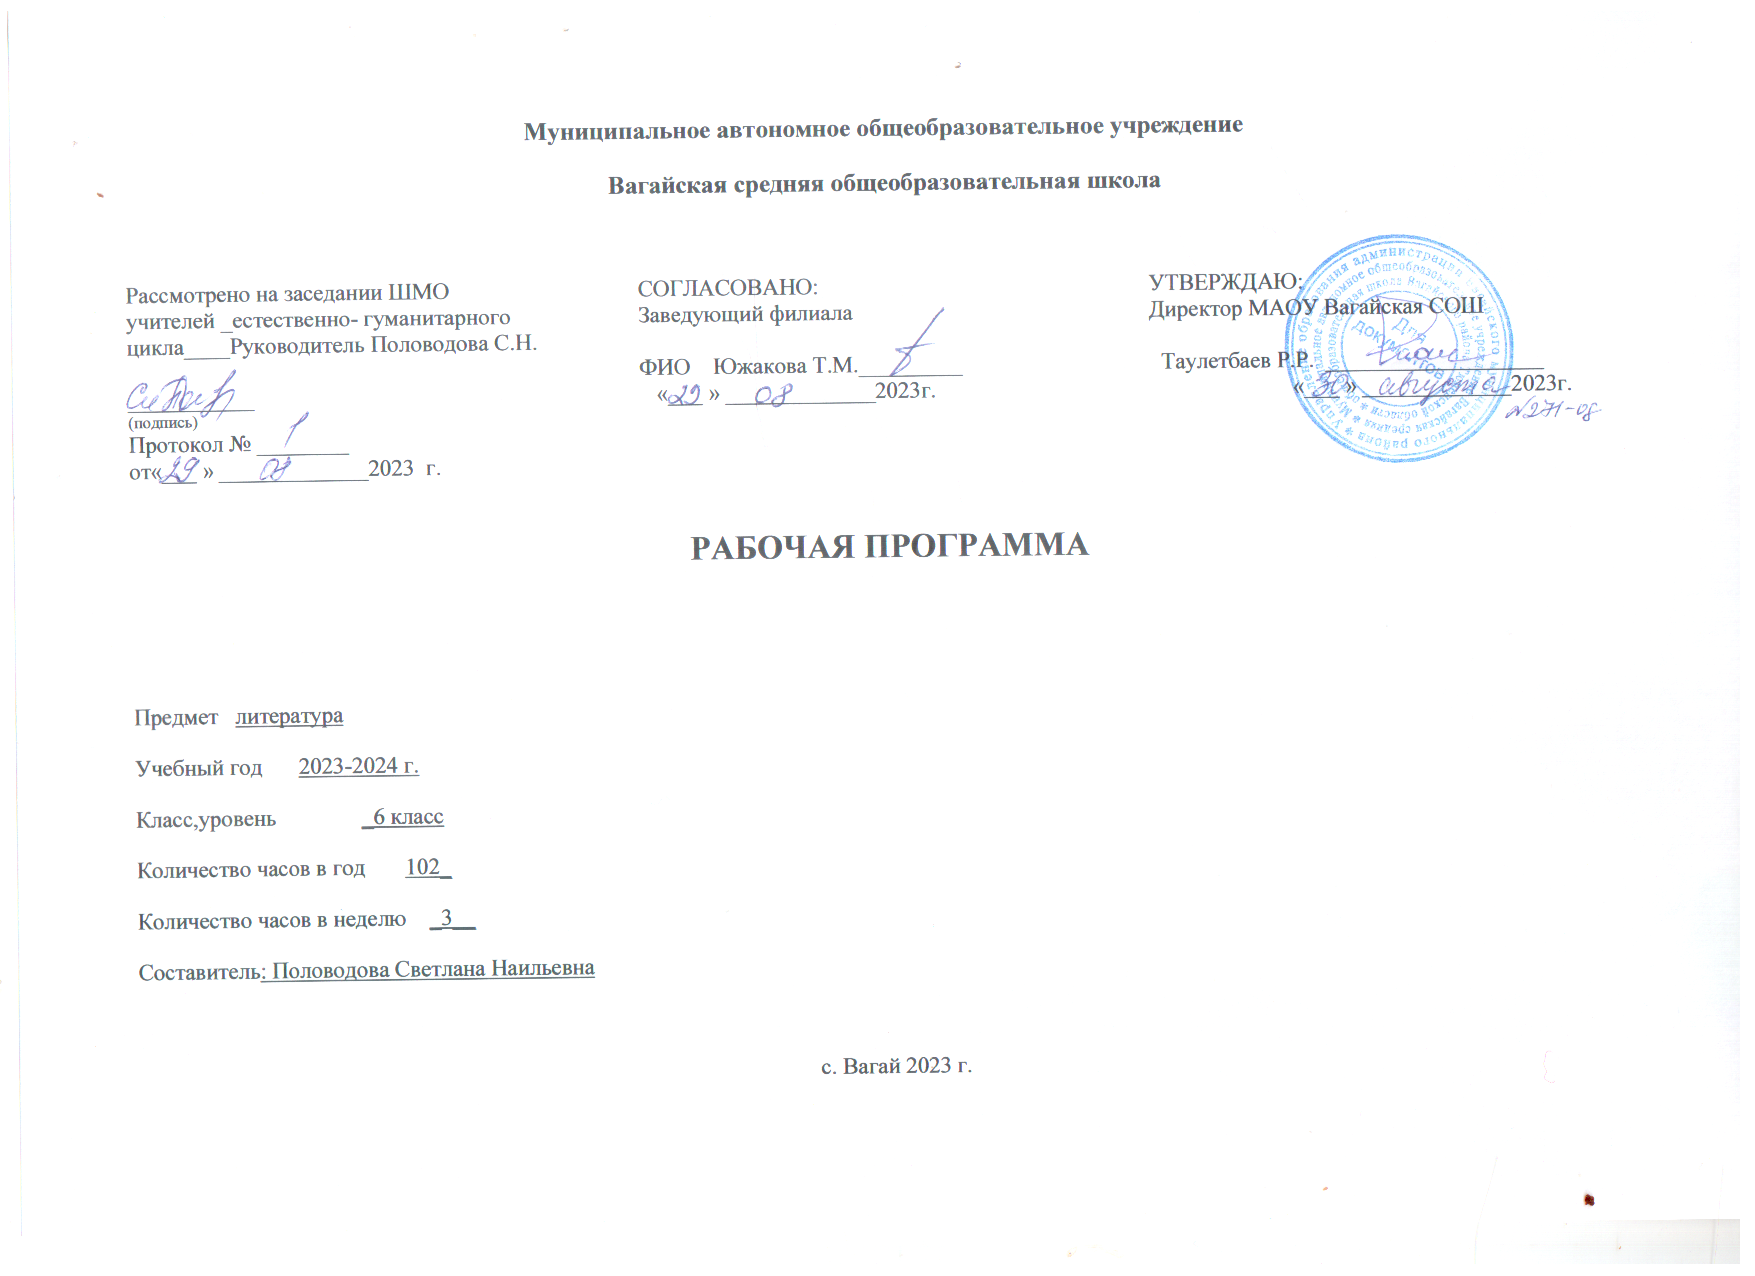 Муниципальное автономное общеобразовательное учреждение
Вагайская средняя общеобразовательная школа
Рассмотрено на заседании ШМО
учителей _естественно- гуманитарного
цикла____Руководитель Половодова С.Н.
(подпись)
Протокол № 1
от«29 » 08 2023 г.
СОГЛАСОВАНО:
Заведующий филиала
ФИО Южакова Т.М._________
«29 » 08 2023г.
УТВЕРЖДАЮ:
Директор МАОУ Вагайская СОШ
Таулетбаев Р.Р.
«30» августа 2023г.
№271-08
Для
документов
РАБОЧАЯ ПРОГРАММА
Предмет литература
Учебный год 2023-2024 г.
Класс,уровень _6 класс
Количество часов в год 102_
Количество часов в неделю _3__
Составитель: Половодова Светлана Наильевна
с. Вагай 2023 г.